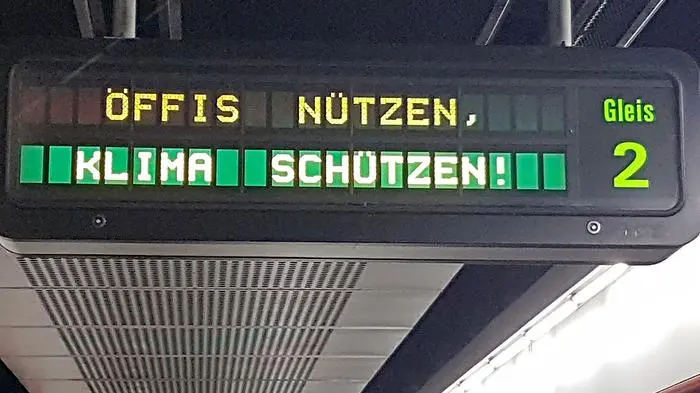 ÖFFIS NÜTZEN,
KLIMA SCHÜTZEN!
Gleis
2